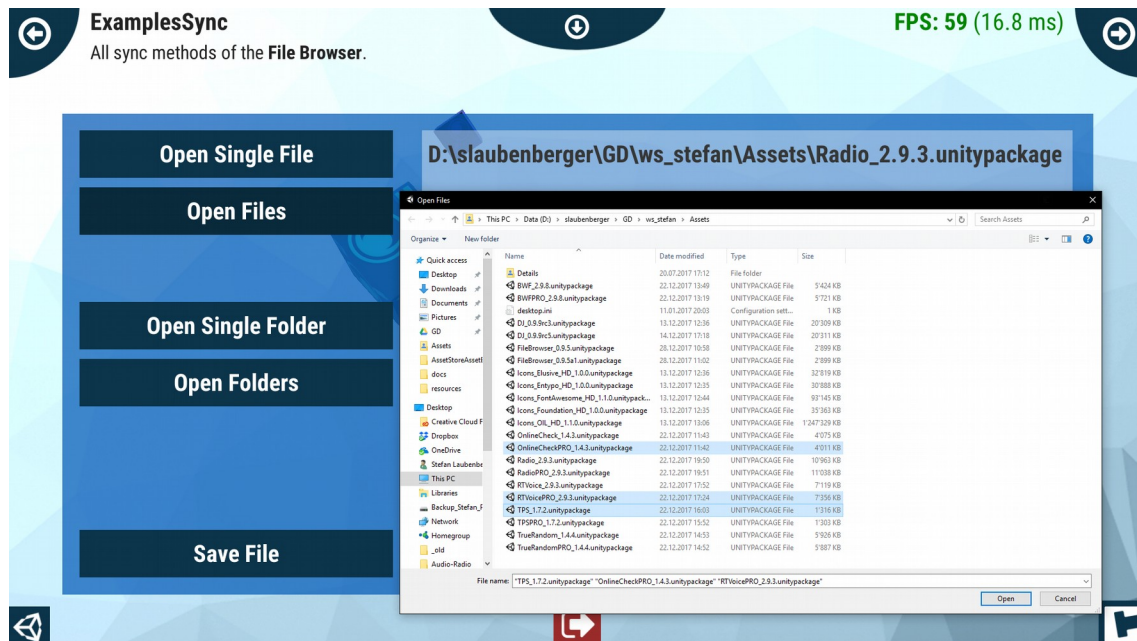 ExamplesSync
FPS: 59 (16.8 ms)
All sync methods of the File Browser.
Open Single File
D:\slaubenberger\GD\ws_stefan\Assets\Radio_2.9.3.unitypackage
Open Files
Open Single Folder
Open Folders
Save File
Open Files
This PC › Data (D:) › slaubenberger › GD › ws_stefan › Assets
Search Assets
Organize New folder
Quick access
Desktop
Downloads
Documents
Pictures
GD
Assets
AssetStoreAssetI
docs
resources
Desktop
Creative Cloud F
Dropbox
OneDrive
Stefan Laubenbe
This PC
Libraries
Backup_Stefan_F
Network
Homegroup
_old
Audio-Radio
Name Date modified Type Size
Details 20.07.2017 17:12 File folder
BWF_2.9.8.unitypackage 22.12.2017 13:49 UNITYPACKAGE File 5'424 KB
BWFPRO_2.9.8.unitypackage 22.12.2017 13:19 UNITYPACKAGE File 5'721 KB
desktop.ini 11.01.2017 20:03 Configuration sett... 1 KB
DJ_0.9.9rc3.unitypackage 13.12.2017 12:36 UNITYPACKAGE File 20'309 KB
DJ_0.9.9rc5.unitypackage 14.12.2017 17:18 UNITYPACKAGE File 20'311 KB
FileBrowser_0.9.5.unitypackage 28.12.2017 10:58 UNITYPACKAGE File 2'899 KB
FileBrowser_0.9.5a1.unitypackage 28.12.2017 11:02 UNITYPACKAGE File 2'899 KB
Icons_Elusive_HD_1.0.0.unitypackage 13.12.2017 12:36 UNITYPACKAGE File 32'819 KB
Icons_Entypo_HD_1.0.0.unitypackage 13.12.2017 12:35 UNITYPACKAGE File 30'888 KB
Icons_FontAwesome_HD_1.1.0.unitypack... 13.12.2017 12:44 UNITYPACKAGE File 93'145 KB
Icons_Foundation_HD_1.0.0.unitypackage 13.12.2017 12:35 UNITYPACKAGE File 35'363 KB
Icons_OIL_HD_1.1.0.unitypackage 13.12.2017 13:06 UNITYPACKAGE File 1'247'329 KB
OnlineCheck_1.4.3.unitypackage 22.12.2017 11:43 UNITYPACKAGE File 4'075 KB
OnlineCheckPRO_1.4.3.unitypackage 22.12.2017 11:42 UNITYPACKAGE File 4'011 KB
Radio_2.9.3.unitypackage 22.12.2017 19:50 UNITYPACKAGE File 10'963 KB
RadioPRO_2.9.3.unitypackage 22.12.2017 19:51 UNITYPACKAGE File 11'038 KB
RTVoice_2.9.3.unitypackage 22.12.2017 17:52 UNITYPACKAGE File 7'119 KB
RTVoicePRO_2.9.3.unitypackage 22.12.2017 17:24 UNITYPACKAGE File 7'356 KB
TPS_1.7.2.unitypackage 22.12.2017 16:03 UNITYPACKAGE File 1'316 KB
TPSPRO_1.7.2.unitypackage 22.12.2017 15:52 UNITYPACKAGE File 1'303 KB
TrueRandom_1.4.4.unitypackage 22.12.2017 14:53 UNITYPACKAGE File 5'926 KB
TrueRandomPRO_1.4.4.unitypackage 22.12.2017 14:52 UNITYPACKAGE File 5'887 KB
File name: "TPS_1.7.2.unitypackage" "OnlineCheckPRO_1.4.3.unitypackage" "RTVoicePRO_2.9.3.unitypackage"
Open Cancel